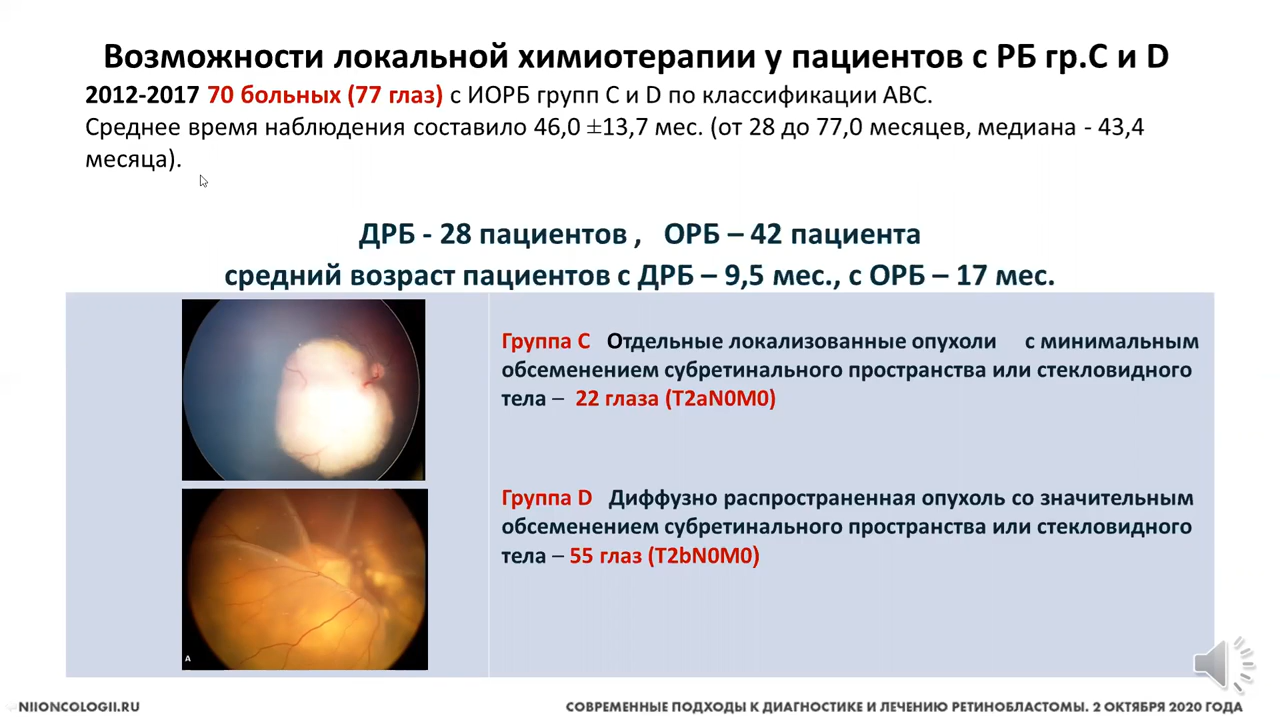 Возможности локальной химиотерапии у пациентов с РБ гр.С и D
2012-2017 70 больных (77 глаз) с ИОРБ групп С и D по классификации АВС.
Среднее время наблюдения составило 46,0 ±13,7 мес. (от 28 до 77,0 месяцев, медиана - 43,4
месяца).
ДРБ - 28 пациентов , ОРБ – 42 пациента
средний возраст пациентов с ДРБ – 9,5 мес., с ОРБ – 17 мес.
Группа С Отдельные локализованные опухоли с минимальным
обсеменением субретинального пространства или стекловидного
тела – 22 глаза (T2aN0M0)
Группа D Диффузно распространенная опухоль со значительным
обсеменением субретинального пространства или стекловидного
тела – 55 глаз (T2bN0M0)
A
NIIONCOLOGII.RU
СОВРЕМЕННЫЕ ПОДХОДЫ К ДИАГНОСТИКЕ И ЛЕЧЕНИЮ РЕТИНОБЛАСТОМЫ. 2 ОКТЯБРЯ 2020 ГОДА